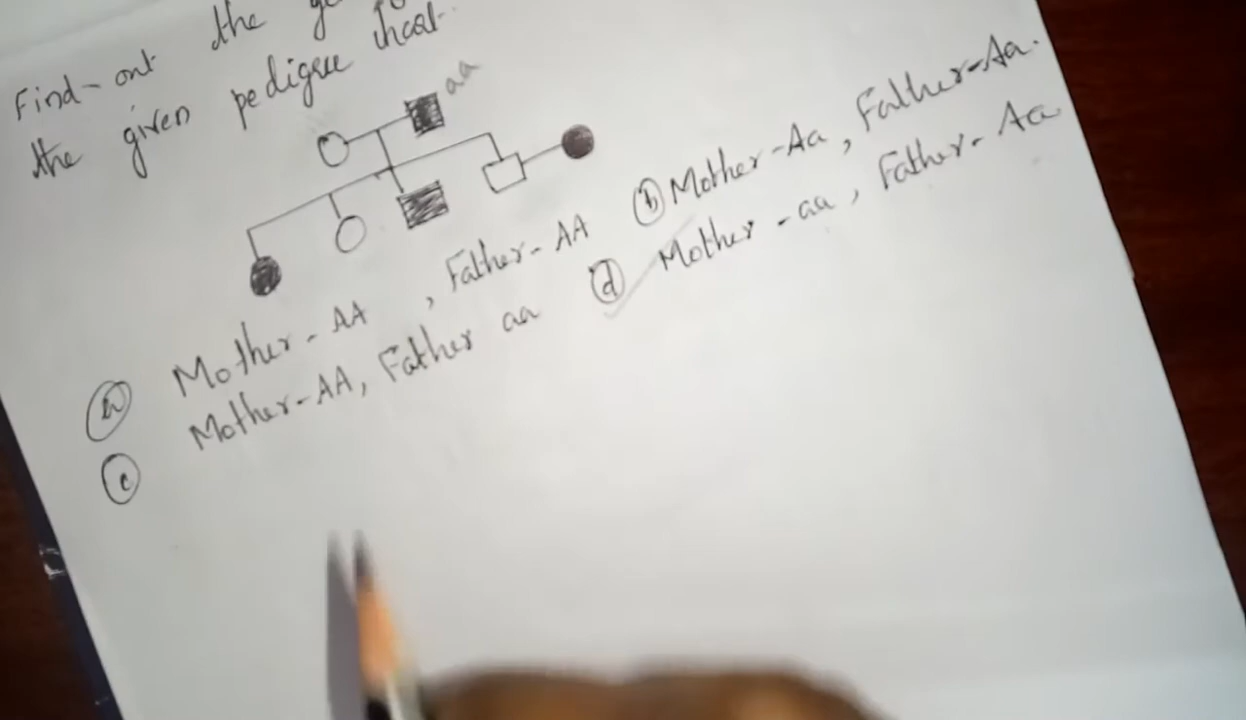 Find-out the
the given pedigree chart.
aa
(a) Mother - AA , Father - AA (b) Mother - Aa , Father - Aa.
(c) Mother - AA, Father aa (d) Mother - aa , Father - Aa